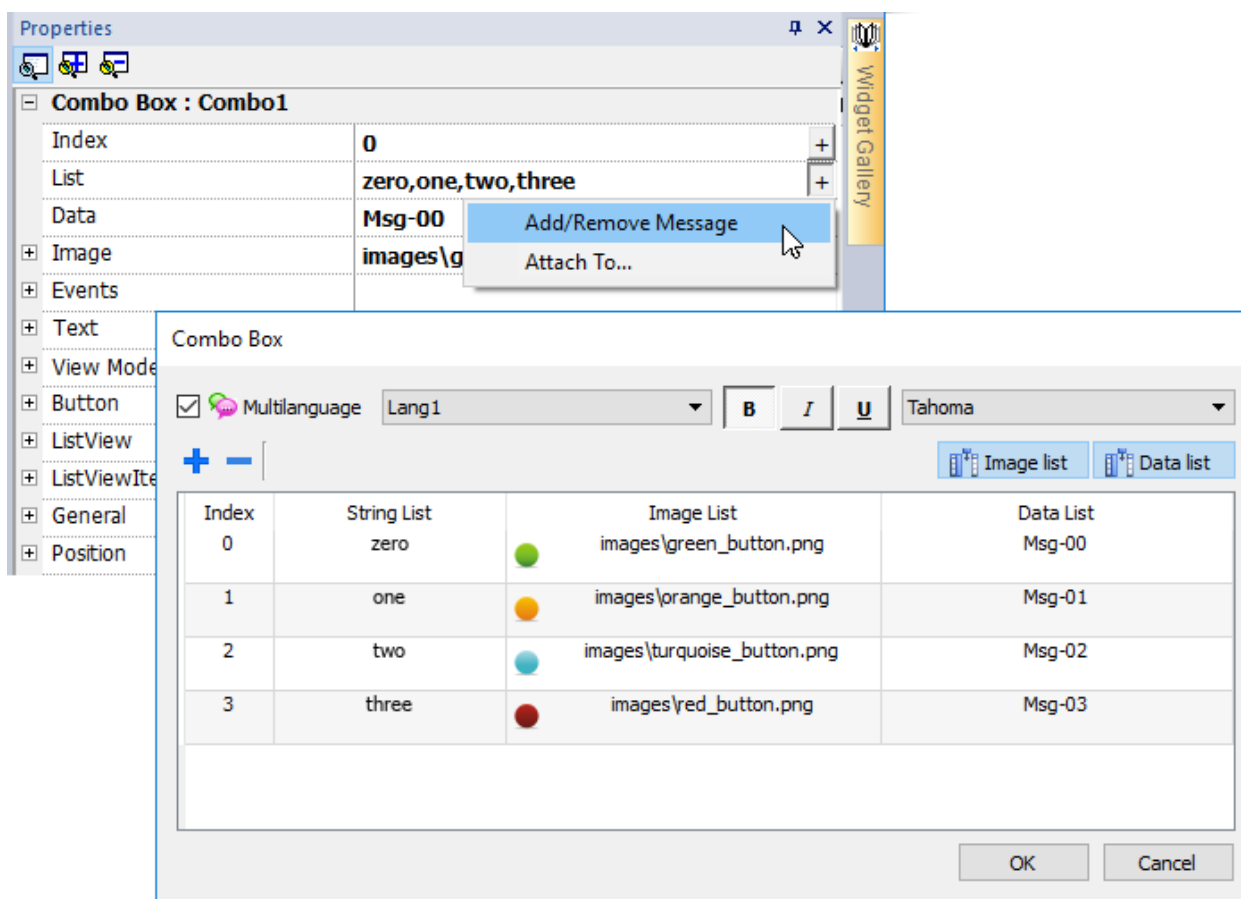 Properties
Widget Gallery
Combo Box : Combo1
Index 0 +
List zero,one,two,three +
Data Msg-00
Add/Remove Message
Image images\g
Attach To...
Events
Text
Combo Box
View Mode
Button
Multilanguage Lang1 B I U Tahoma
ListView
Image list Data list
ListViewIte
General
Position
Index String List Image List Data List
0 zero images\green_button.png Msg-00
1 one images\orange_button.png Msg-01
2 two images\turquoise_button.png Msg-02
3 three images\red_button.png Msg-03
OK Cancel